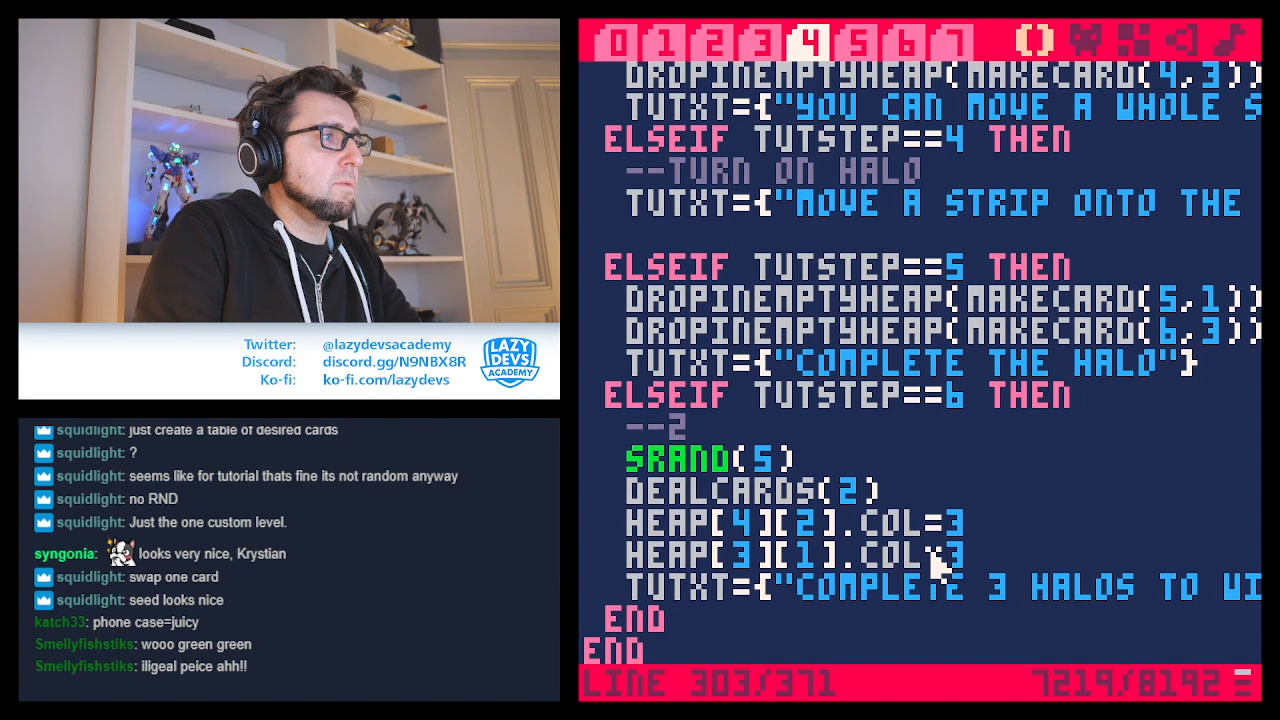 Twitter: @lazydevsacademy
Discord: discord.gg/N9NBX8R
Ko-fi: ko-fi.com/lazydevs
LAZY
DEVS
ACADEMY
squidlight: just create a table of desired cards
squidlight: ?
squidlight: seems like for tutorial thats fine its not random anyway
squidlight: no RND
squidlight: Just the one custom level.
syngonia: looks very nice, Krystian
squidlight: swap one card
squidlight: seed looks nice
katch33: phone case=juicy
Smellyfishstiks: wooo green green
Smellyfishstiks: iligeal peice ahh!!
0 1 2 3 4 5 6 7 ()
DROPINEMPTYHEAP(MAKECARD(4,3))
TUTXT={"YOU CAN MOVE A WHOLE S
ELSEIF TUTSTEP==4 THEN
--TURN ON HALO
TUTXT={"MOVE A STRIP ONTO THE
ELSEIF TUTSTEP==5 THEN
DROPINEMPTYHEAP(MAKECARD(5,1))
DROPINEMPTYHEAP(MAKECARD(6,3))
TUTXT={"COMPLETE THE HALO"}
ELSEIF TUTSTEP==6 THEN
--2
SRAND(5)
DEALCARDS(2)
HEAP[4][2].COL=3
HEAP[3][1].COL=3
TUTXT={"COMPLETE 3 HALOS TO WI
END
END
LINE 303/371 7219/8192